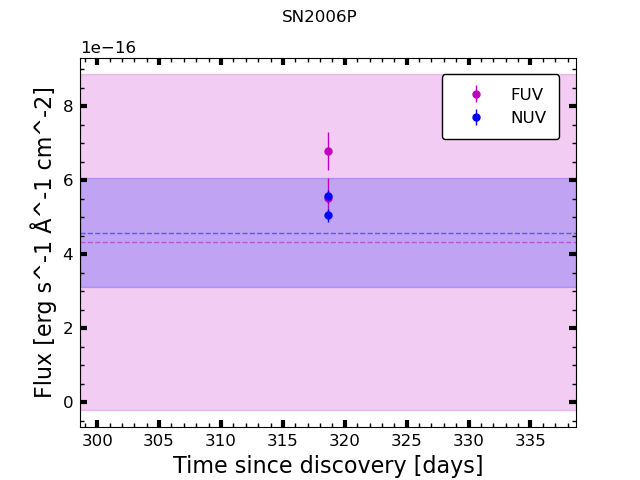 SN2006P
1e−16
FUV
NUV
8
6
4
2
0
Flux [erg s^-1 Å^-1 cm^-2]
300 305 310 315 320 325 330 335
Time since discovery [days]